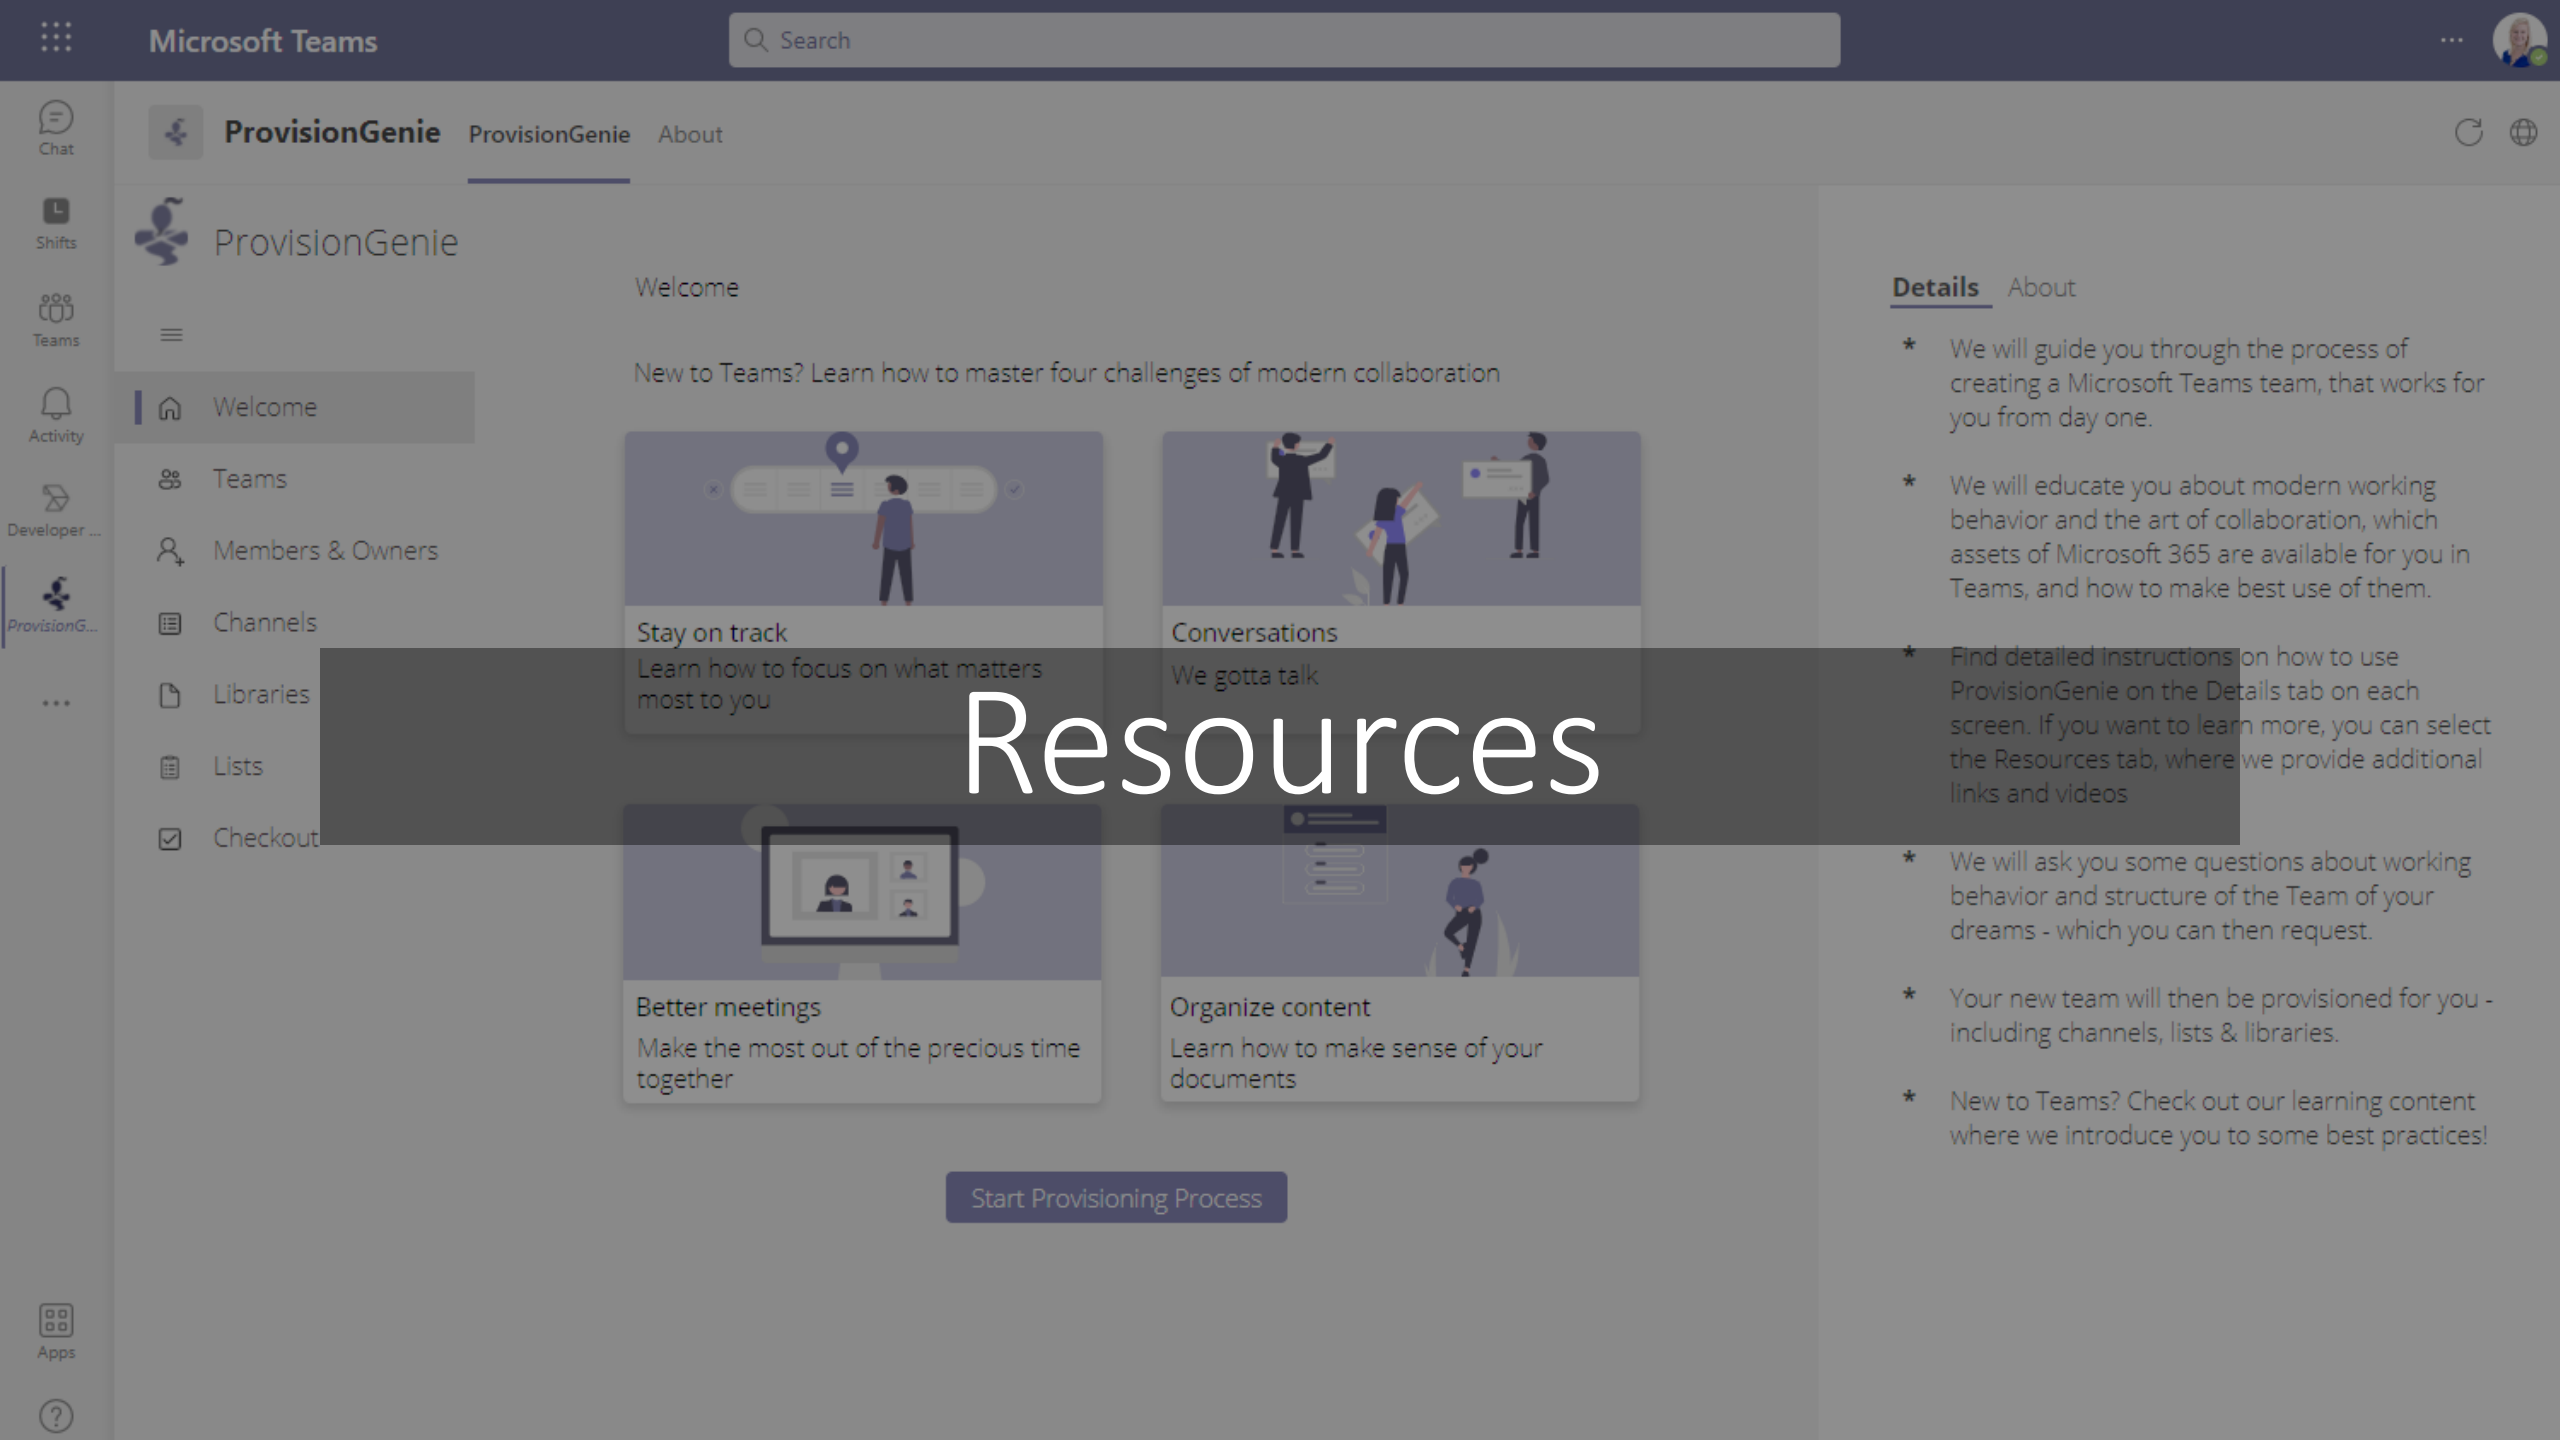 Microsoft Teams
Search
Chat
Shifts
Teams
Activity
Developer ...
ProvisionG...
Apps
ProvisionGenie
ProvisionGenie
About
ProvisionGenie
Welcome
Teams
Members & Owners
Channels
Libraries
Lists
Checkout
Welcome
New to Teams? Learn how to master four challenges of modern collaboration
Stay on track
Learn how to focus on what matters
most to you
Conversations
We gotta talk
Resources
Better meetings
Make the most out of the precious time
together
Organize content
Learn how to make sense of your
documents
Start Provisioning Process
Details
About
* We will guide you through the process of
creating a Microsoft Teams team, that works for
you from day one.
* We will educate you about modern working
behavior and the art of collaboration, which
assets of Microsoft 365 are available for you in
Teams, and how to make best use of them.
* Find detailed instructions on how to use
ProvisionGenie on the Details tab on each
screen. If you want to learn more, you can select
the Resources tab, where we provide additional
links and videos
* We will ask you some questions about working
behavior and structure of the Team of your
dreams - which you can then request.
* Your new team will then be provisioned for you -
including channels, lists & libraries.
* New to Teams? Check out our learning content
where we introduce you to some best practices!